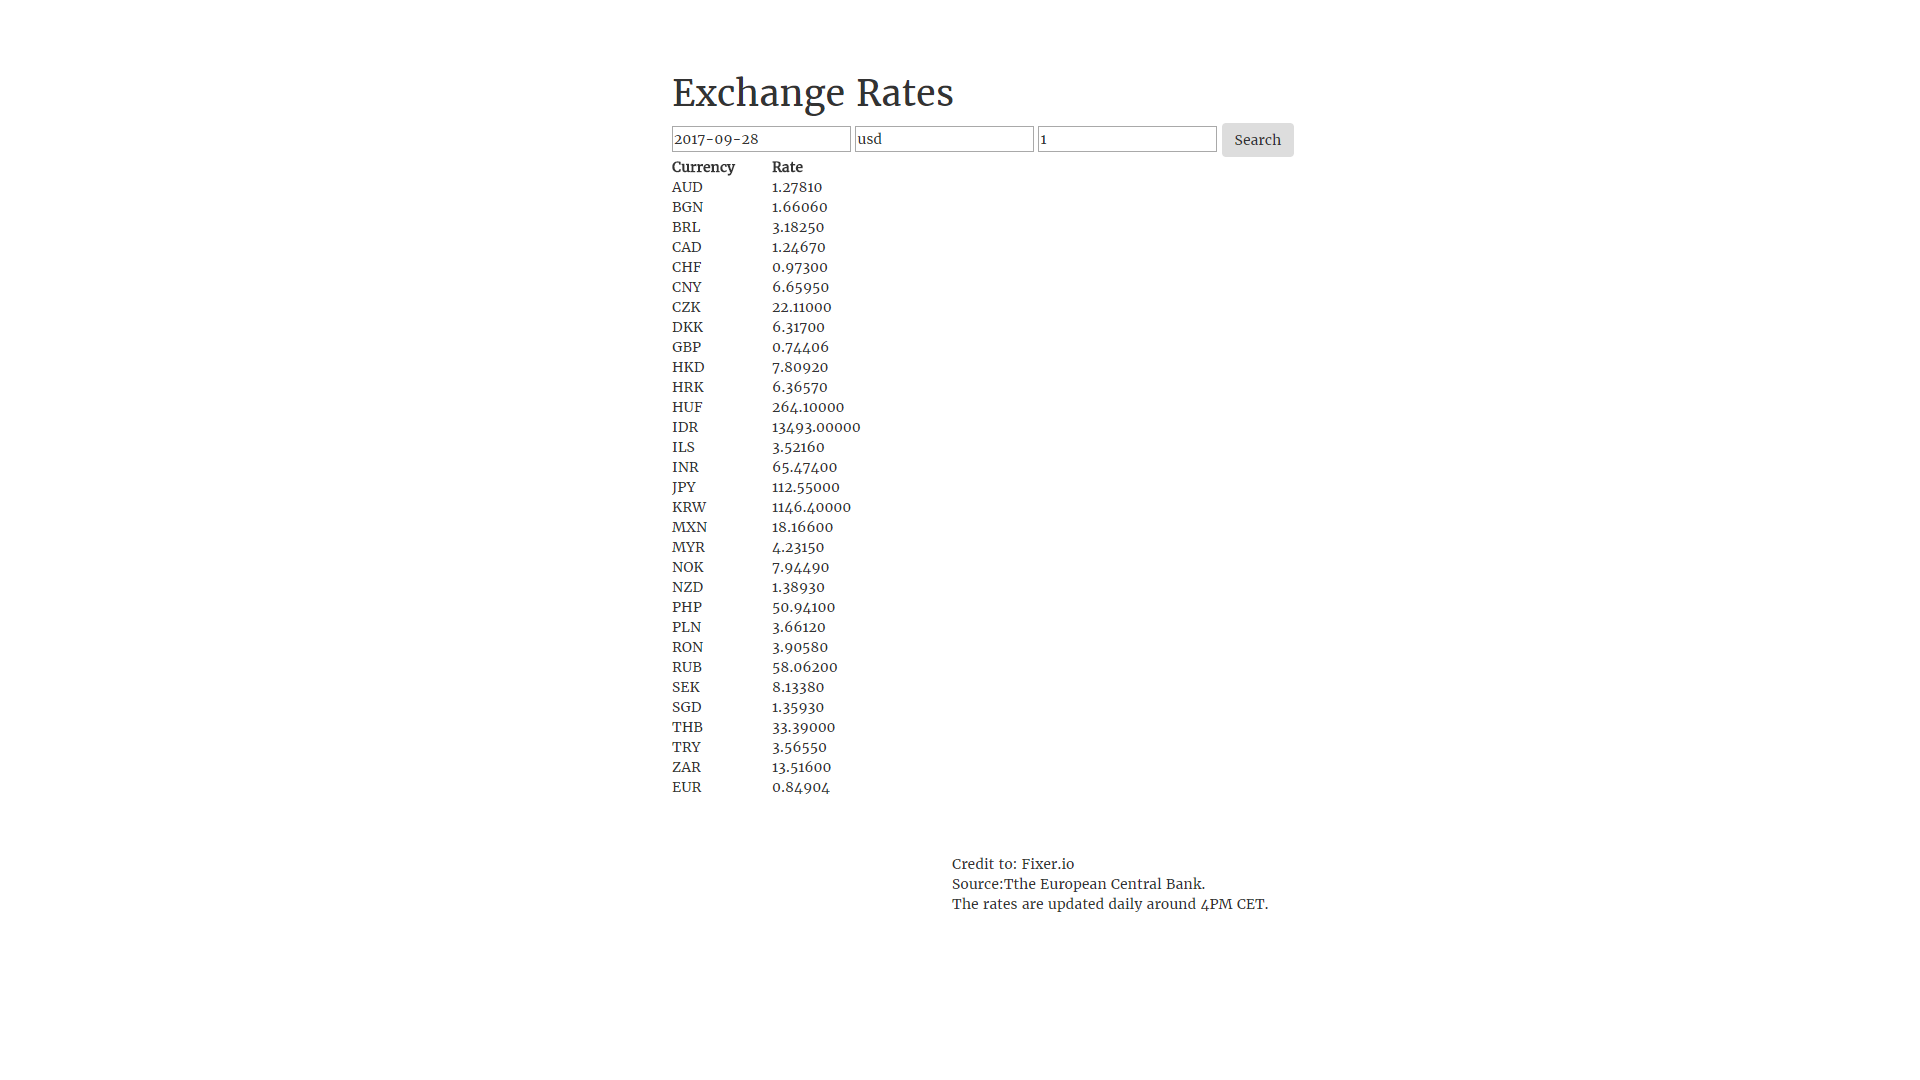 Exchange Rates
2017-09-28 usd 1 Search
Currency Rate
AUD 1.27810
BGN 1.66060
BRL 3.18250
CAD 1.24670
CHF 0.97300
CNY 6.65950
CZK 22.11000
DKK 6.31700
GBP 0.74406
HKD 7.80920
HRK 6.36570
HUF 264.10000
IDR 13493.00000
ILS 3.52160
INR 65.47400
JPY 112.55000
KRW 1146.40000
MXN 18.16600
MYR 4.23150
NOK 7.94490
NZD 1.38930
PHP 50.94100
PLN 3.66120
RON 3.90580
RUB 58.06200
SEK 8.13380
SGD 1.35930
THB 33.39000
TRY 3.56550
ZAR 13.51600
EUR 0.84904
Credit to: Fixer.io
Source:Tthe European Central Bank.
The rates are updated daily around 4PM CET.